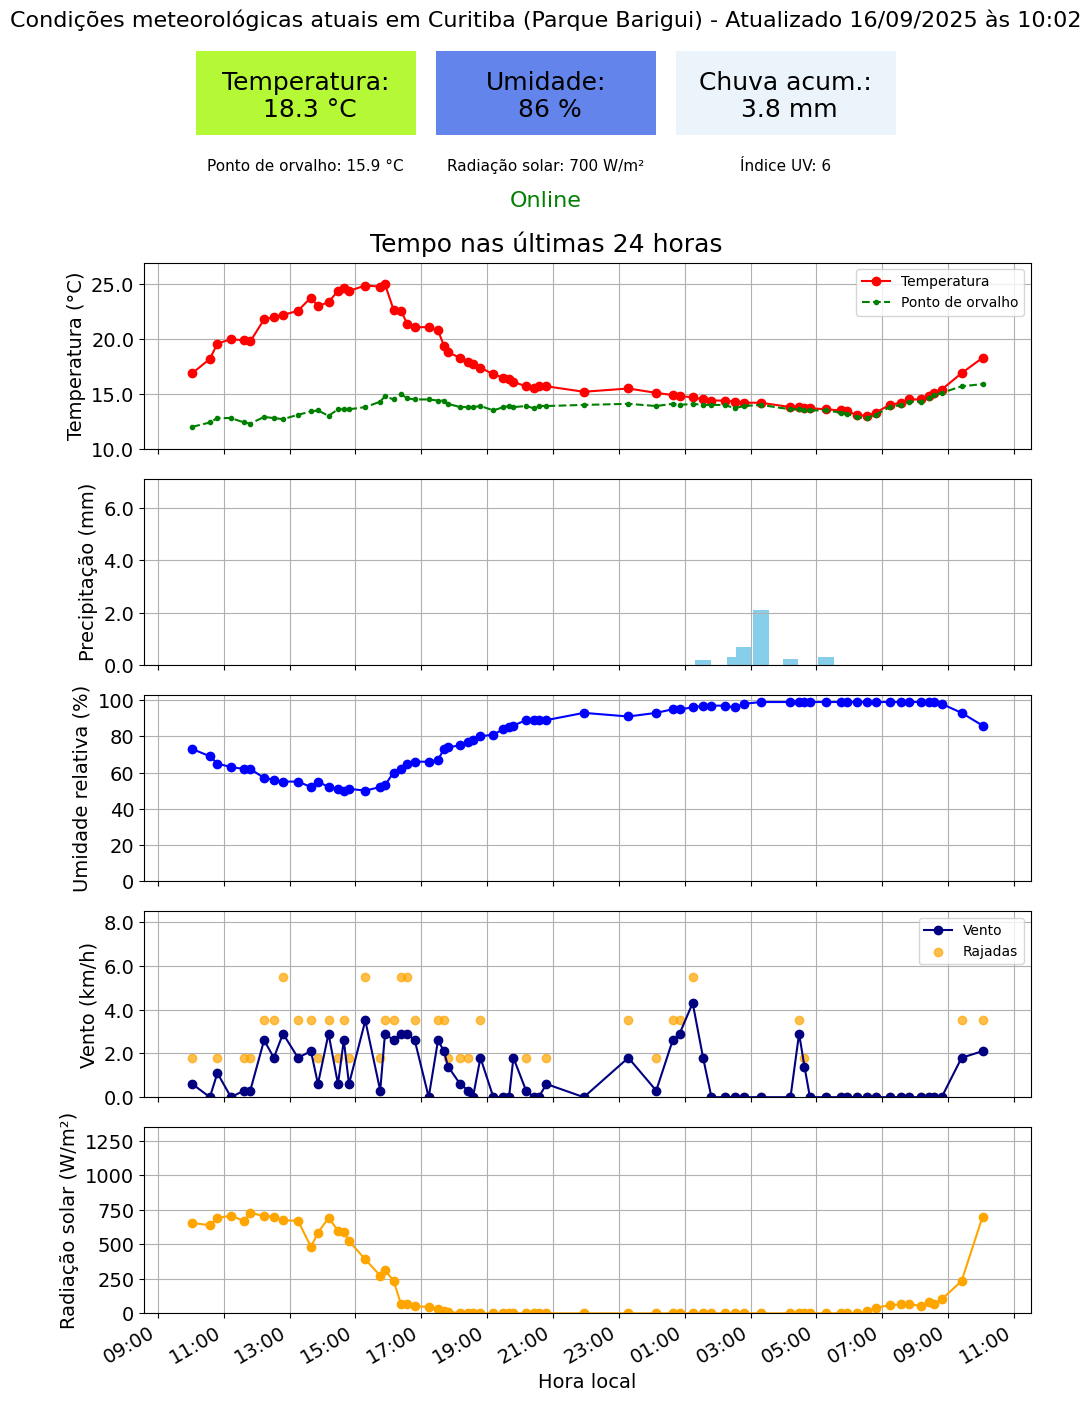 Condições meteorológicas atuais em Curitiba (Parque Barigui) - Atualizado 16/09/2025 às 10:02
Temperatura:
18.3 °C
Umidade:
86 %
Chuva acum.:
3.8 mm
Ponto de orvalho: 15.9 °C
Radiação solar: 700 W/m²
Índice UV: 6
Online
Tempo nas últimas 24 horas
Temperatura (°C)
25.0
20.0
15.0
10.0
Temperatura
Ponto de orvalho
Precipitação (mm)
6.0
4.0
2.0
0.0
Umidade relativa (%)
100
80
60
40
20
0
Vento (km/h)
8.0
6.0
4.0
2.0
0.0
Vento
Rajadas
Radiação solar (W/m²)
1250
1000
750
500
250
0
09:00
11:00
13:00
15:00
17:00
19:00
21:00
23:00
01:00
03:00
05:00
07:00
09:00
11:00
Hora local